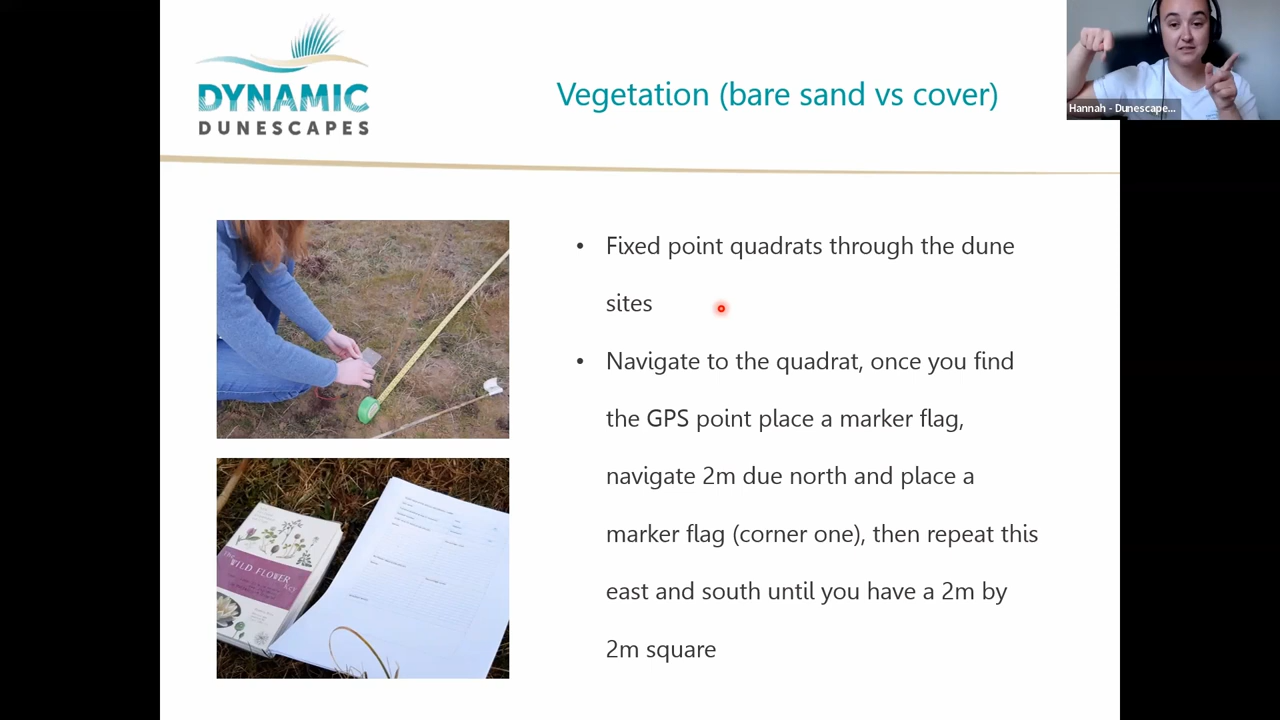 DYNAMIC
DUNESCAPES
Vegetation (bare sand vs cover)
Hannah - Dunescape...
• Fixed point quadrats through the dune
sites
• Navigate to the quadrat, once you find
the GPS point place a marker flag,
navigate 2m due north and place a
marker flag (corner one), then repeat this
east and south until you have a 2m by
2m square
WILD FLOWER